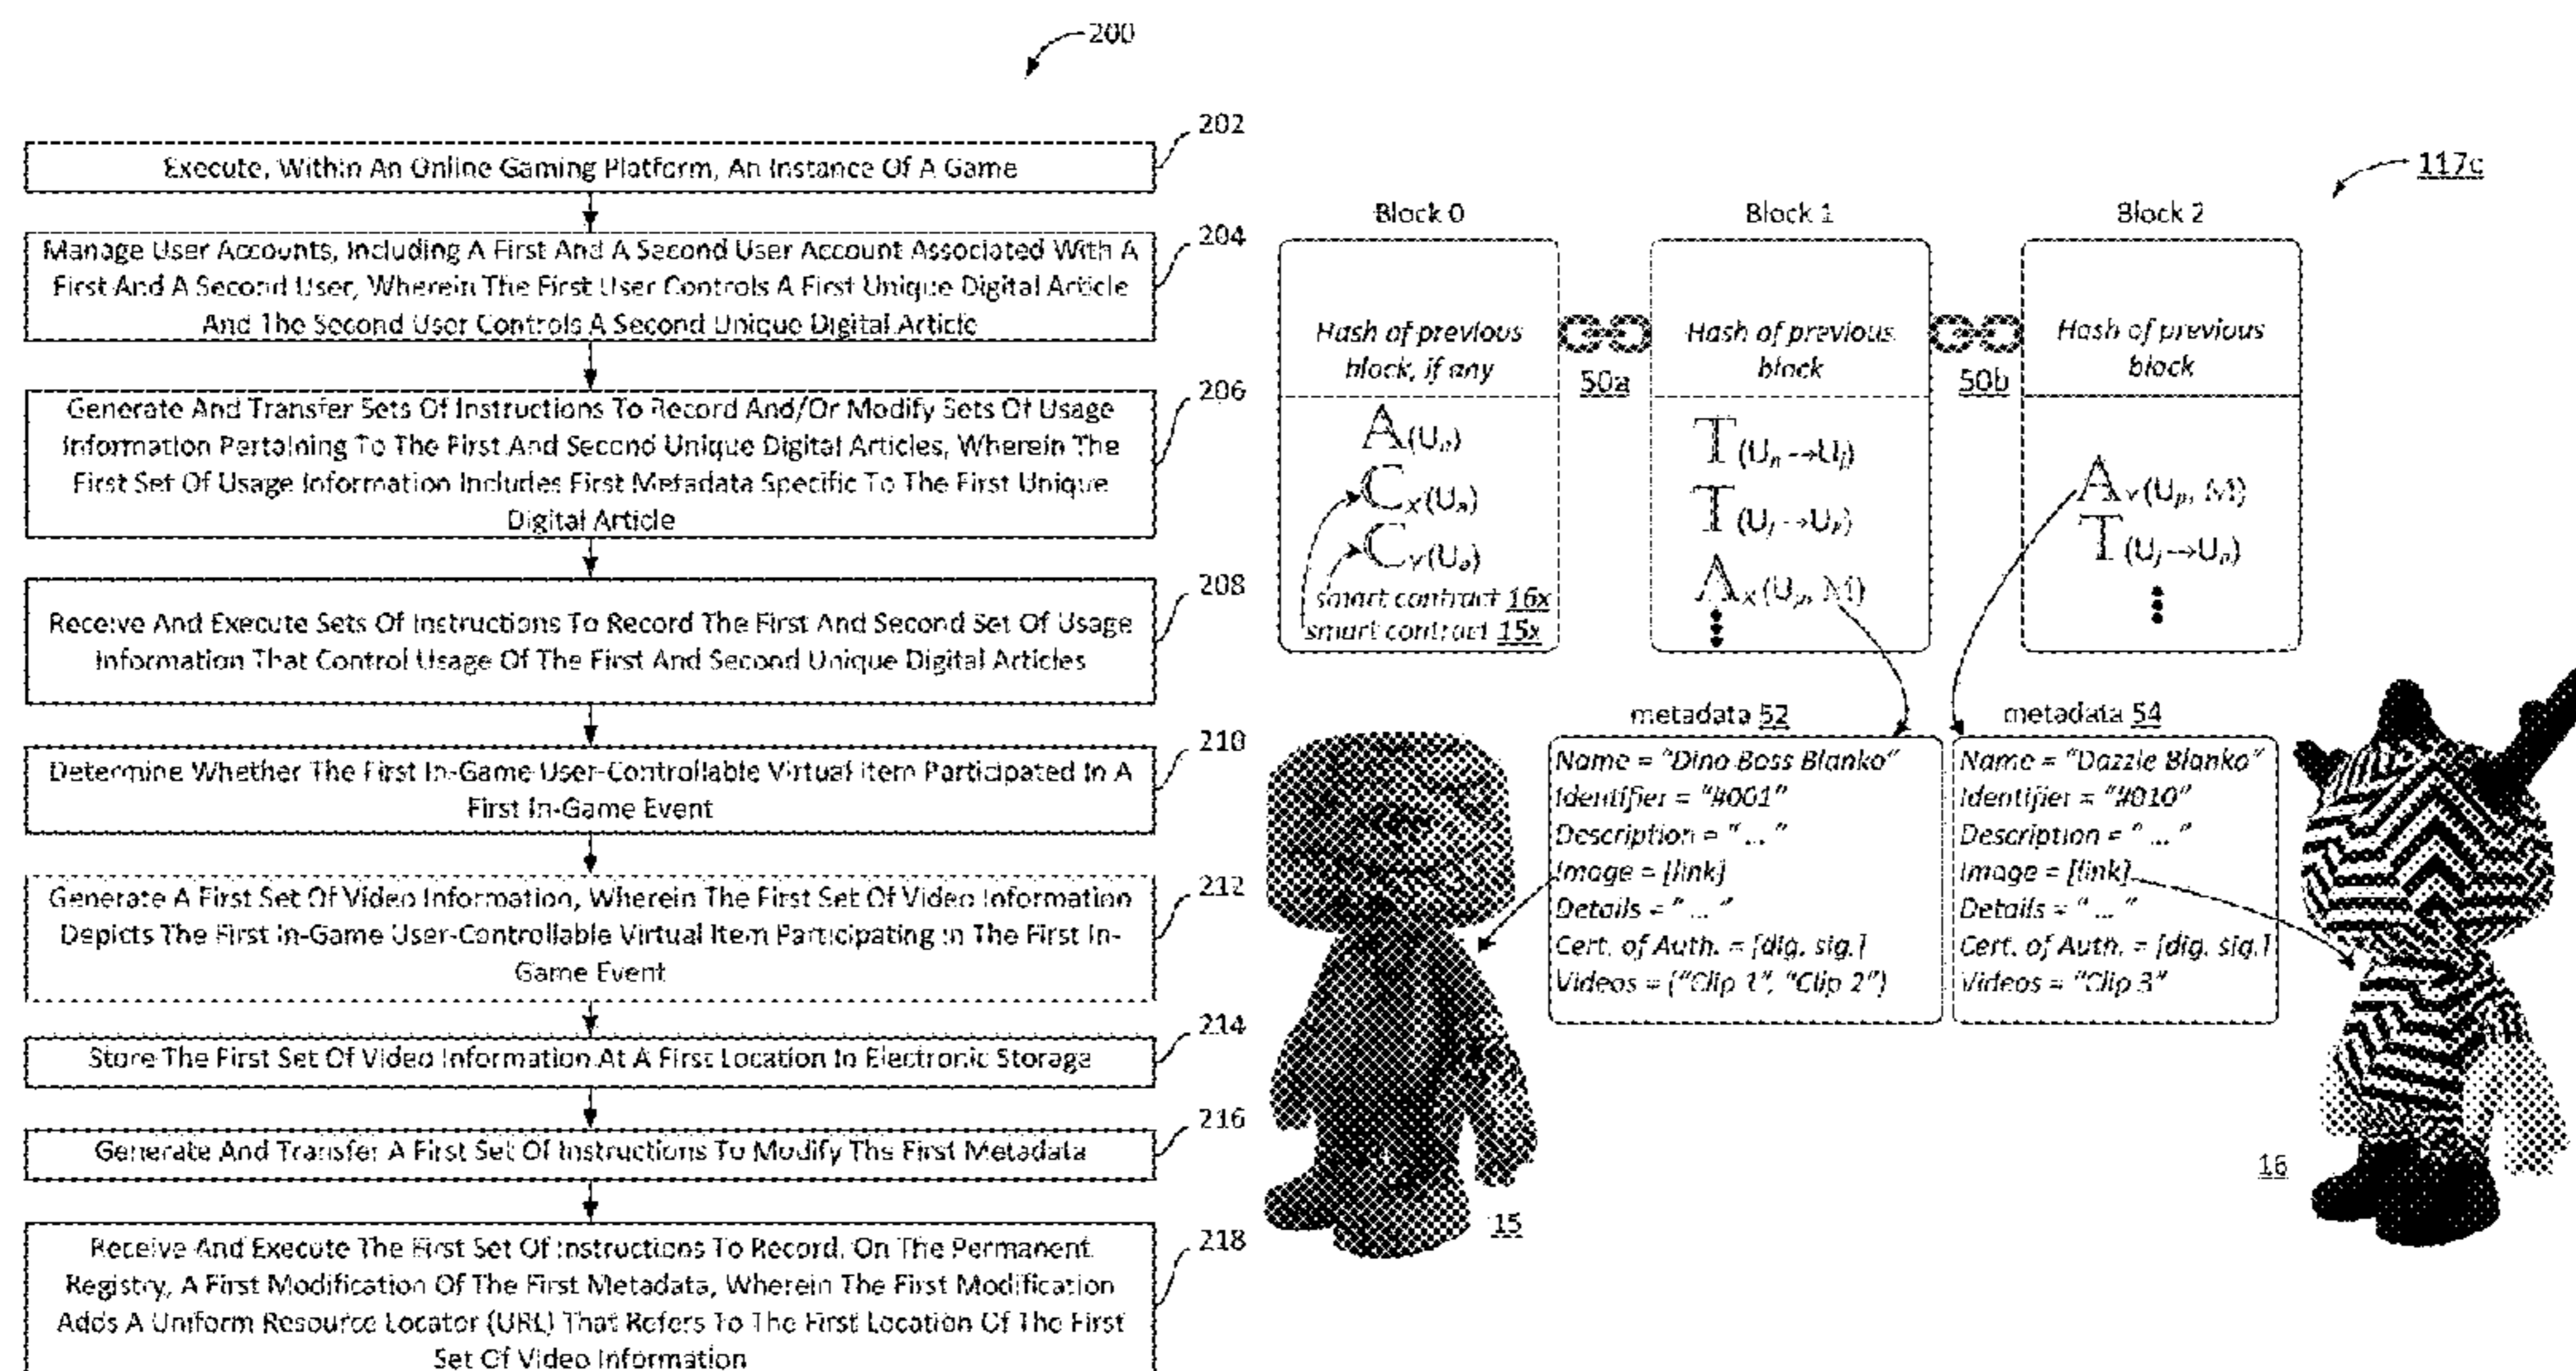 200
202
Execute, Within An Online Gaming Platform, An Instance Of A Game
204
Manage User Accounts, Including A First And A Second User Account Associated With A
First And A Second User, Wherein The First User Controls A First Unique Digital Article
And The Second User Controls A Second Unique Digital Article
206
Generate And Transfer Sets Of Instructions To Record And/Or Modify Sets Of Usage
Information Pertaining To The First And Second Unique Digital Articles, Wherein The
First Set Of Usage Information Includes First Metadata Specific To The First Unique
Digital Article
208
Receive And Execute Sets Of Instructions To Record The First And Second Set Of Usage
Information That Control Usage Of The First And Second Unique Digital Articles
210
Determine Whether The First In-Game User-Controllable Virtual Item Participated In A
First In-Game Event
212
Generate A First Set Of Video Information, Wherein The First Set Of Video Information
Depicts The First In-Game User-Controllable Virtual Item Participating In The First In-
Game Event
214
Store The First Set Of Video Information At A First Location In Electronic Storage
216
Generate And Transfer A First Set Of Instructions To Modify The First Metadata
218
Receive And Execute The First Set Of Instructions To Record, On The Permanent
Registry, A First Modification Of The First Metadata, Wherein The First Modification
Adds A Uniform Resource Locator (URL) That Refers To The First Location Of The First
Set Of Video Information
117c
Block 0
Hash of previous
block, if any
A(U
C X(U
C Y(U
smart contract 16x
smart contract 15x
50a
Block 1
Hash of previous
block
T(Un→U
T(Uj→U
A X(U , M)
50b
Block 2
Hash of previous
block
A Y(Up, M)
T(Uj→U
metadata 52
Name = "Dino Boss Blanko"
Identifier = "#001"
Description = " ... "
Image = [link]
Details = " ... "
Cert. of Auth. = [dig. sig.]
Videos = ("Clip 1", "Clip 2")
metadata 54
Name = "Dazzle Blanko"
Identifier = "#010"
Description = " ... "
Image = [link]
Details = " ... "
Cert. of Auth. = [dig. sig.]
Videos = "Clip 3"
15
16